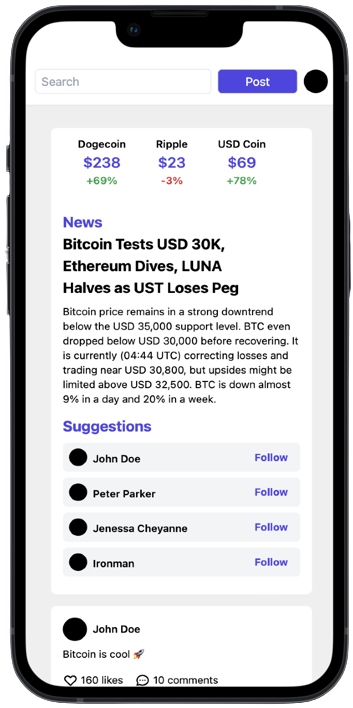 Search
Post
Dogecoin Ripple USD Coin
$238 $23 $69
+69% -3% +78%
News
Bitcoin Tests USD 30K,
Ethereum Dives, LUNA
Halves as UST Loses Peg
Bitcoin price remains in a strong downtrend
below the USD 35,000 support level. BTC even
dropped below USD 30,000 before recovering. It
is currently (04:44 UTC) correcting losses and
trading near USD 30,800, but upsides might be
limited above USD 32,500. BTC is down almost
9% in a day and 20% in a week.
Suggestions
John Doe Follow
Peter Parker Follow
Jenessa Cheyanne Follow
Ironman Follow
John Doe
Bitcoin is cool 🚀
160 likes 10 comments